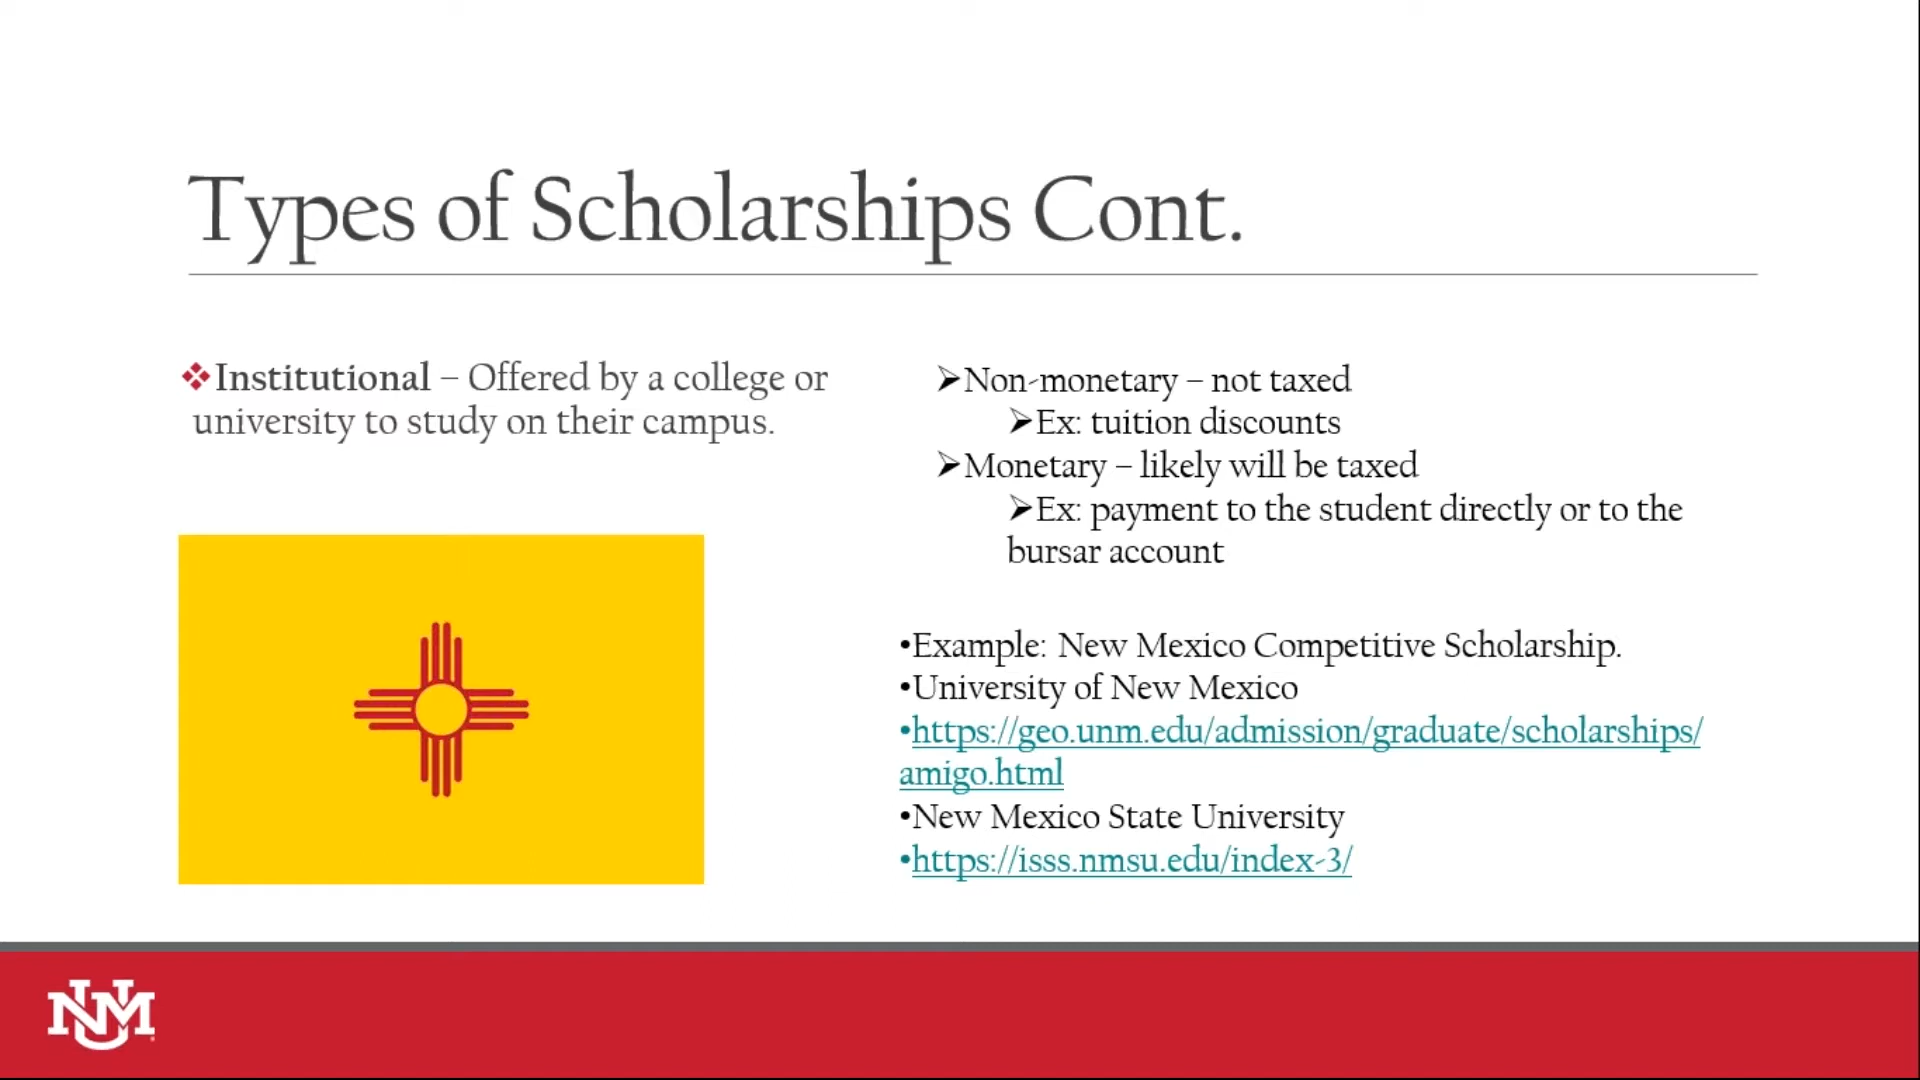 Types of Scholarships Cont.
❖Institutional – Offered by a college or
university to study on their campus.
➢Non-monetary – not taxed
➢Ex: tuition discounts
➢Monetary – likely will be taxed
➢Ex: payment to the student directly or to the
bursar account
•Example: New Mexico Competitive Scholarship.
•University of New Mexico
•https://geo.unm.edu/admission/graduate/scholarships/
amigo.html
•New Mexico State University
•https://isss.nmsu.edu/index-3/
UNM